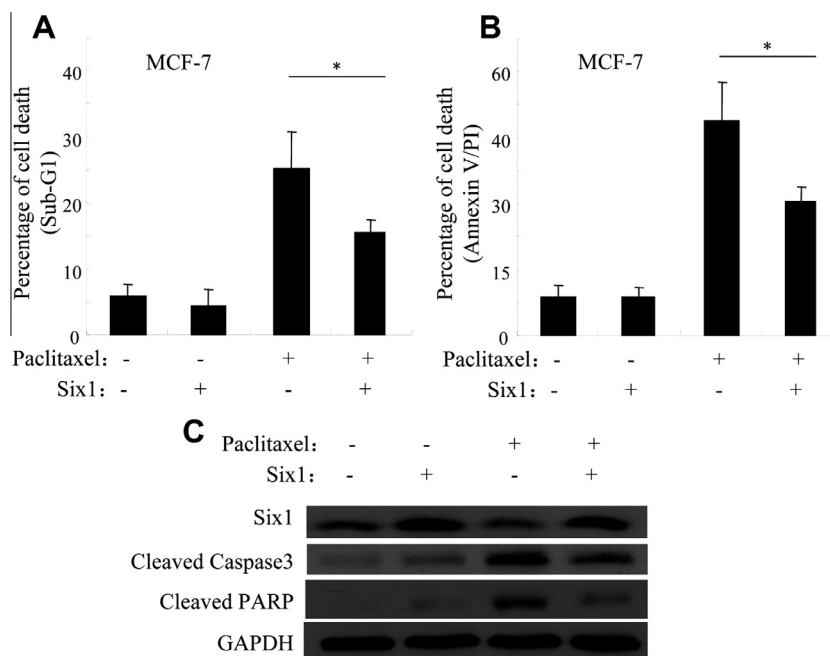 A
MCF-7
*
Percentage of cell death
(Sub-G1)
40
30
20
10
0
Paclitaxel: - - + +
Six1: - + - +
B
MCF-7
*
Percentage of cell death
(Annexin V/PI)
60
40
30
15
0
Paclitaxel: - - + +
Six1: - + - +
C
Paclitaxel: - - + +
Six1: - + - +
Six1
Cleaved Caspase3
Cleaved PARP
GAPDH